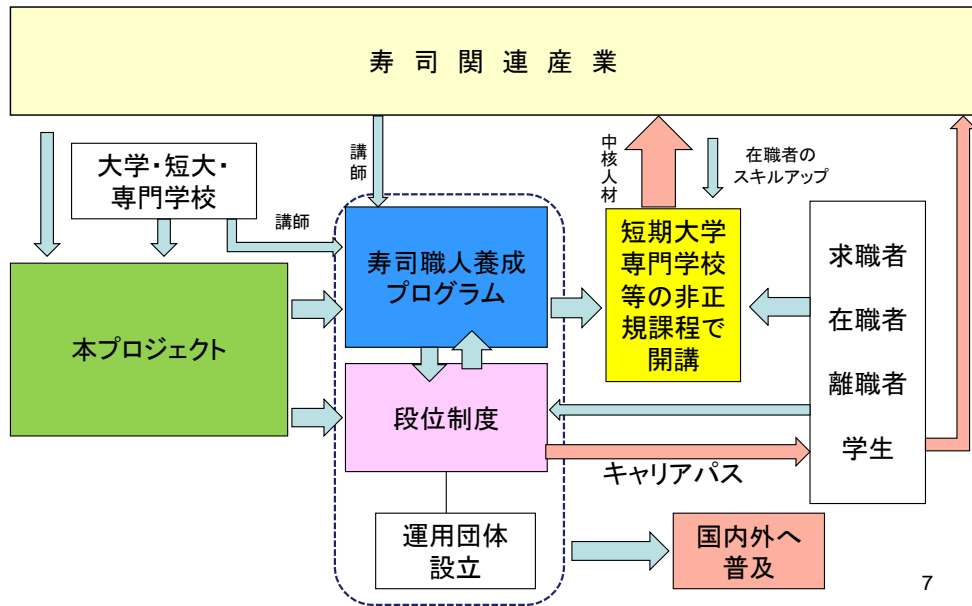 寿司関連産業
大学・短大・
専門学校
講師
講師
中核人材
在職者の
スキルアップ
本プロジェクト
寿司職人養成
プログラム
短期大学
専門学校
等の非正
規課程で
開講
求職者
在職者
離職者
学生
段位制度
キャリアパス
運用団体
設立
国内外へ
普及
7